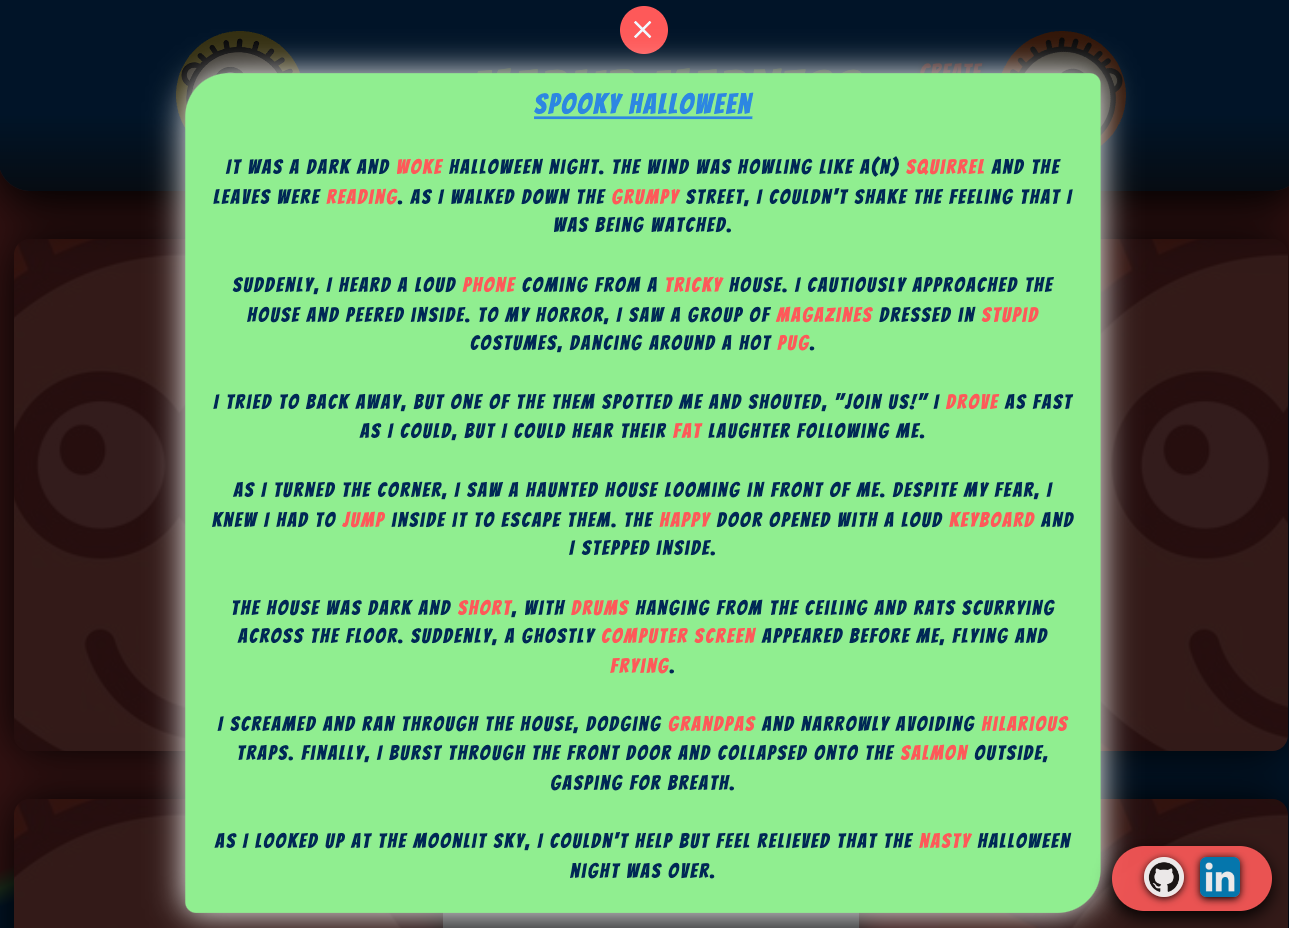 CREATE
SPOOKY HALLOWEEN
IT WAS A DARK AND WOKE HALLOWEEN NIGHT. THE WIND WAS HOWLING LIKE A(N) SQUIRREL AND THE
LEAVES WERE READING. AS I WALKED DOWN THE GRUMPY STREET, I COULDN'T SHAKE THE FEELING THAT I
WAS BEING WATCHED.
SUDDENLY, I HEARD A LOUD PHONE COMING FROM A TRICKY HOUSE. I CAUTIOUSLY APPROACHED THE
HOUSE AND PEERED INSIDE. TO MY HORROR, I SAW A GROUP OF MAGAZINES DRESSED IN STUPID
COSTUMES, DANCING AROUND A HOT PUG.
I TRIED TO BACK AWAY, BUT ONE OF THE THEM SPOTTED ME AND SHOUTED, "JOIN US!" I DROVE AS FAST
AS I COULD, BUT I COULD HEAR THEIR FAT LAUGHTER FOLLOWING ME.
AS I TURNED THE CORNER, I SAW A HAUNTED HOUSE LOOMING IN FRONT OF ME. DESPITE MY FEAR, I
KNEW I HAD TO JUMP INSIDE IT TO ESCAPE THEM. THE HAPPY DOOR OPENED WITH A LOUD KEYBOARD AND
I STEPPED INSIDE.
THE HOUSE WAS DARK AND SHORT, WITH DRUMS HANGING FROM THE CEILING AND RATS SCURRYING
ACROSS THE FLOOR. SUDDENLY, A GHOSTLY COMPUTER SCREEN APPEARED BEFORE ME, FLYING AND
FRYING.
I SCREAMED AND RAN THROUGH THE HOUSE, DODGING GRANDPAS AND NARROWLY AVOIDING HILARIOUS
TRAPS. FINALLY, I BURST THROUGH THE FRONT DOOR AND COLLAPSED ONTO THE SALMON OUTSIDE,
GASPING FOR BREATH.
AS I LOOKED UP AT THE MOONLIT SKY, I COULDN'T HELP BUT FEEL RELIEVED THAT THE NASTY HALLOWEEN
NIGHT WAS OVER.
in